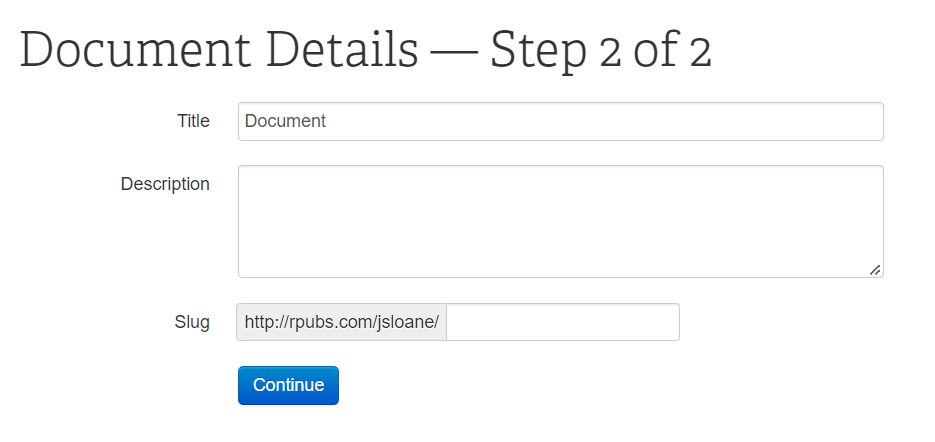 Document Details — Step 2 of 2
Title Document
Description
Slug http://rpubs.com/jsloane/
Continue